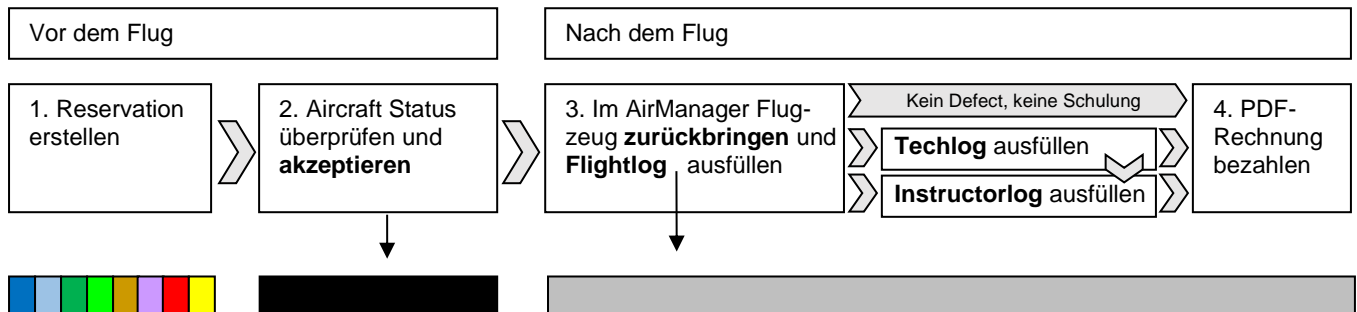 Vor dem Flug
Nach dem Flug
1. Reservation
erstellen
2. Aircraft Status
überprüfen und
akzeptieren
3. Im AirManager Flug-
zeug zurückbringen und
Flightlog ausfüllen
Kein Defect, keine Schulung
Techlog ausfüllen
Instructorlog ausfüllen
4. PDF-
Rechnung
bezahlen